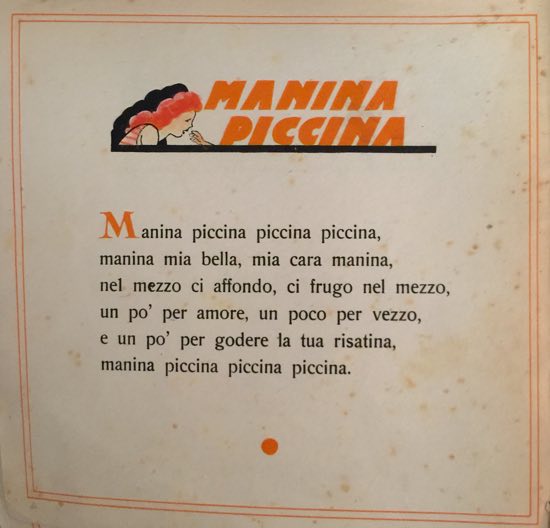 MANINA
PICCINA
Manina piccina piccina piccina,
manina mia bella, mia cara manina,
nel mezzo ci affondo, ci frugo nel mezzo,
un po' per amore, un poco per vezzo,
e un po' per godere la tua risatina,
manina piccina piccina piccina.